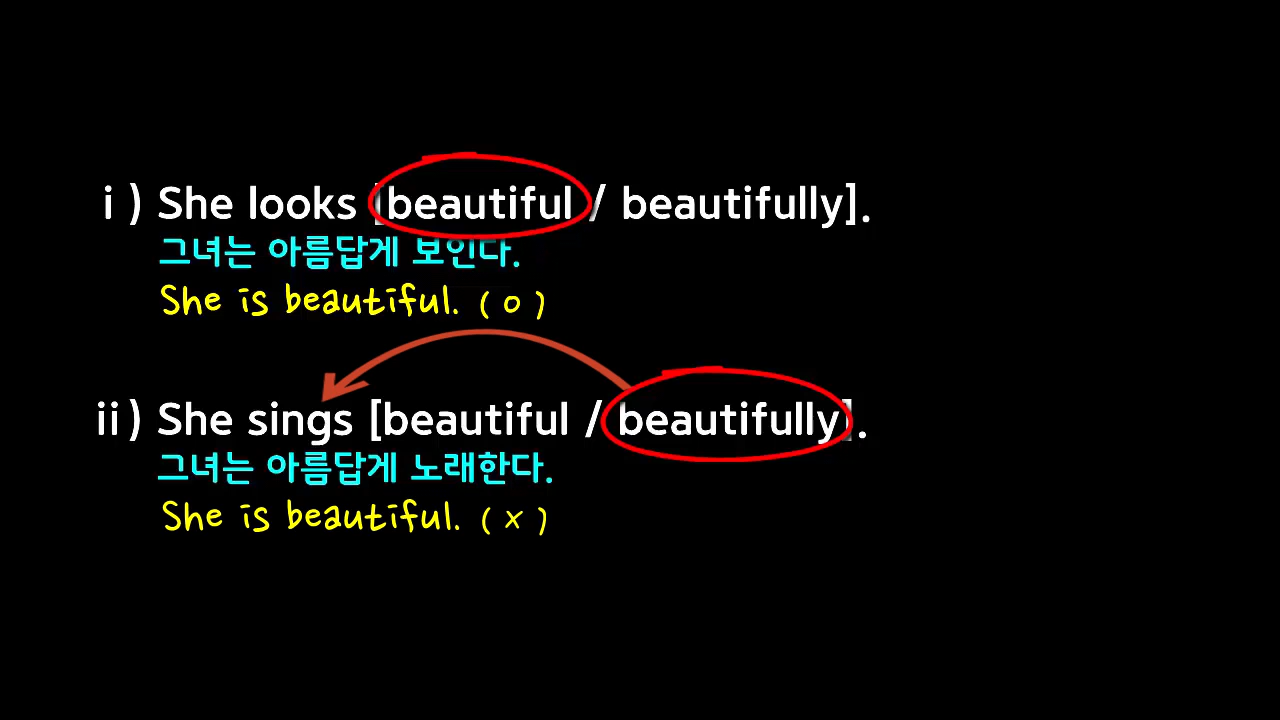 i ) She looks [beautiful / beautifully].
그녀는 아름답게 보인다.
She is beautiful. ( o )
ii ) She sings [beautiful / beautifully].
그녀는 아름답게 노래한다.
She is beautiful. ( x )